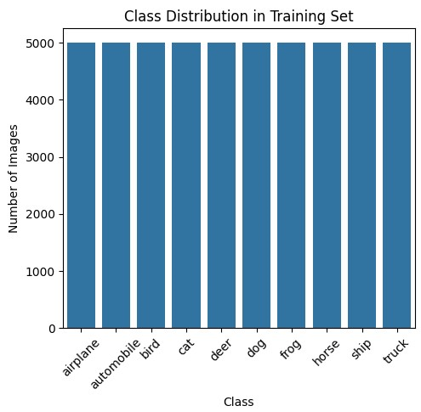 Class Distribution in Training Set
Number of Images
5000
4000
3000
2000
1000
0
airplane
automobile
bird
cat
deer
dog
frog
horse
ship
truck
Class